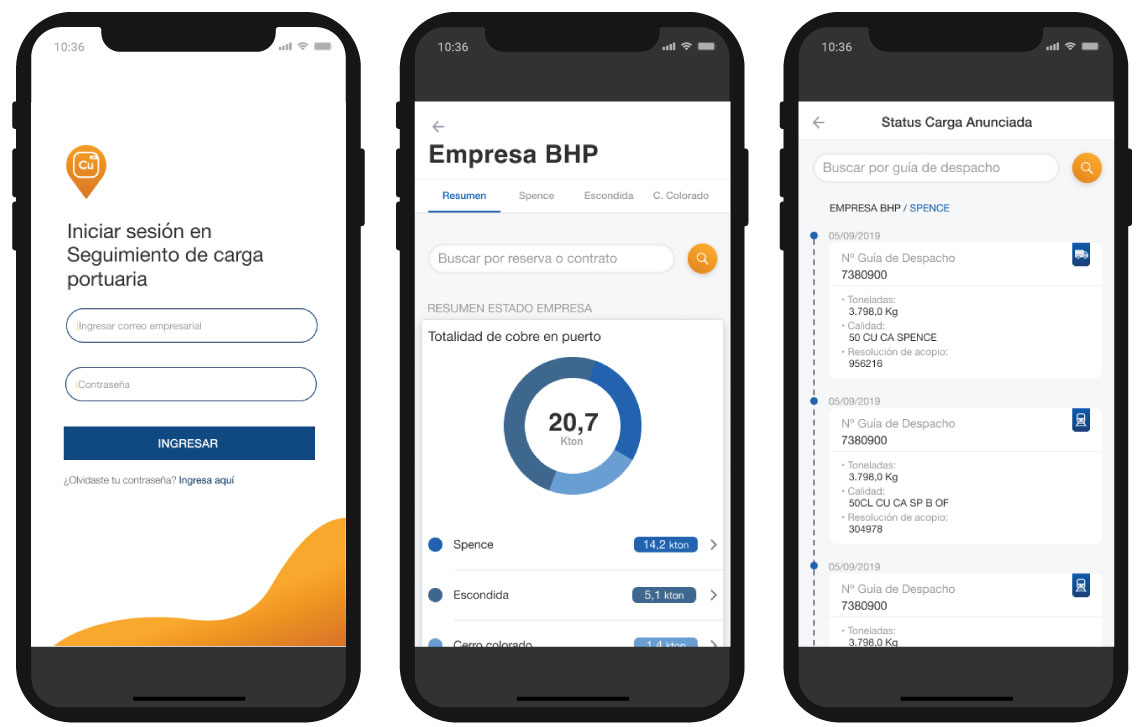 10:36
Cu
Iniciar sesión en
Seguimiento de carga
portuaria
Ingresar correo empresarial
Contraseña
INGRESAR
¿Olvidaste tu contraseña? Ingresa aquí
10:36
Empresa BHP
Resumen Spence Escondida C. Colorado
Buscar por reserva o contrato
RESUMEN ESTADO EMPRESA
Totalidad de cobre en puerto
20,7
Kton
Spence 14,2 kton
Escondida 5,1 kton
Cerro colorado 1,4 kton
10:36
Status Carga Anunciada
Buscar por guía de despacho
EMPRESA BHP / SPENCE
05/09/2019
Nº Guía de Despacho
7380900
• Toneladas:
3.798,0 Kg
• Calidad:
50 CU CA SPENCE
• Resolución de acopio:
956216
05/09/2019
Nº Guía de Despacho
7380900
• Toneladas:
3.798,0 Kg
• Calidad:
50CL CU CA SP B OF
• Resolución de acopio:
304978
05/09/2019
Nº Guía de Despacho
7380900
• Toneladas:
3.798,0 Kg